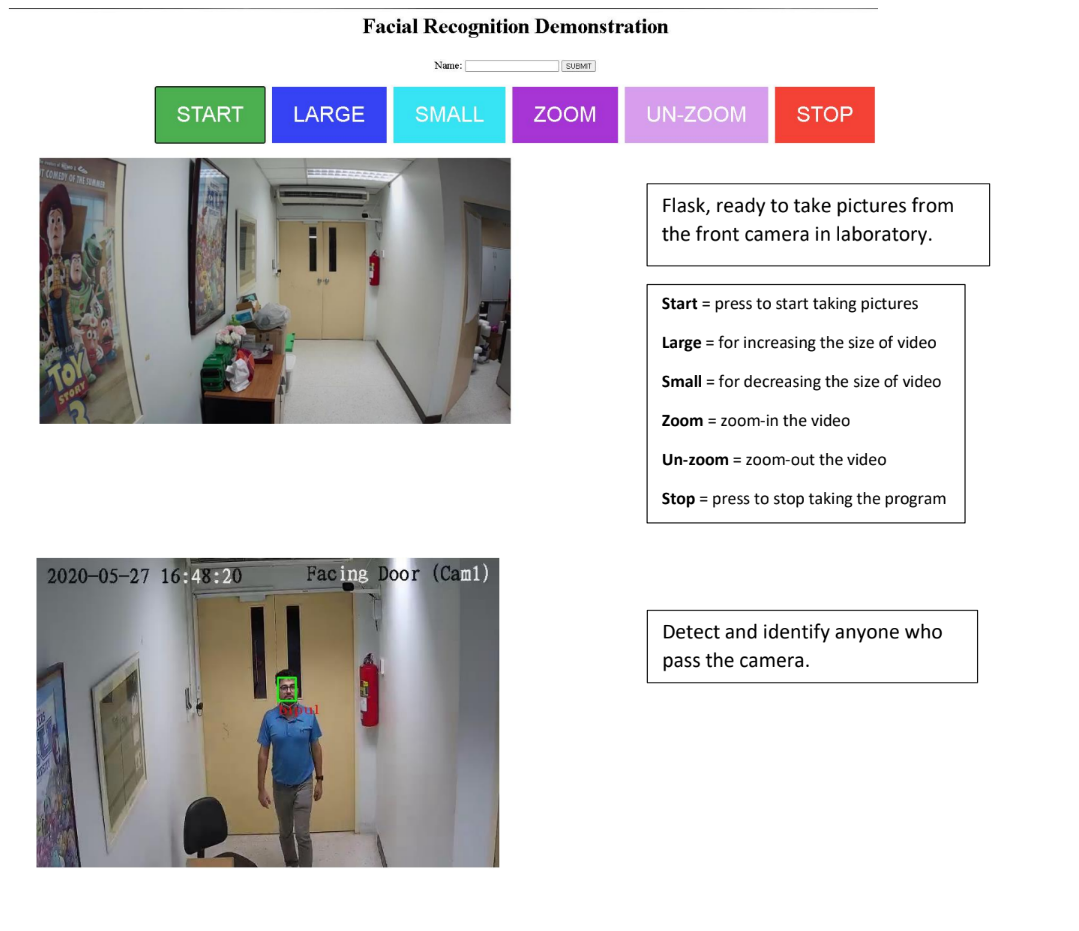 Facial Recognition Demonstration
Name: SUBMIT
START LARGE SMALL ZOOM UN-ZOOM STOP
COMEDY OF THE SUMMER
TOY
STORY
3
Flask, ready to take pictures from
the front camera in laboratory.
Start = press to start taking pictures
Large = for increasing the size of video
Small = for decreasing the size of video
Zoom = zoom-in the video
Un-zoom = zoom-out the video
Stop = press to stop taking the program
2020-05-27 16:48:20 Facing Door (Cam1)
Detect and identify anyone who
pass the camera.